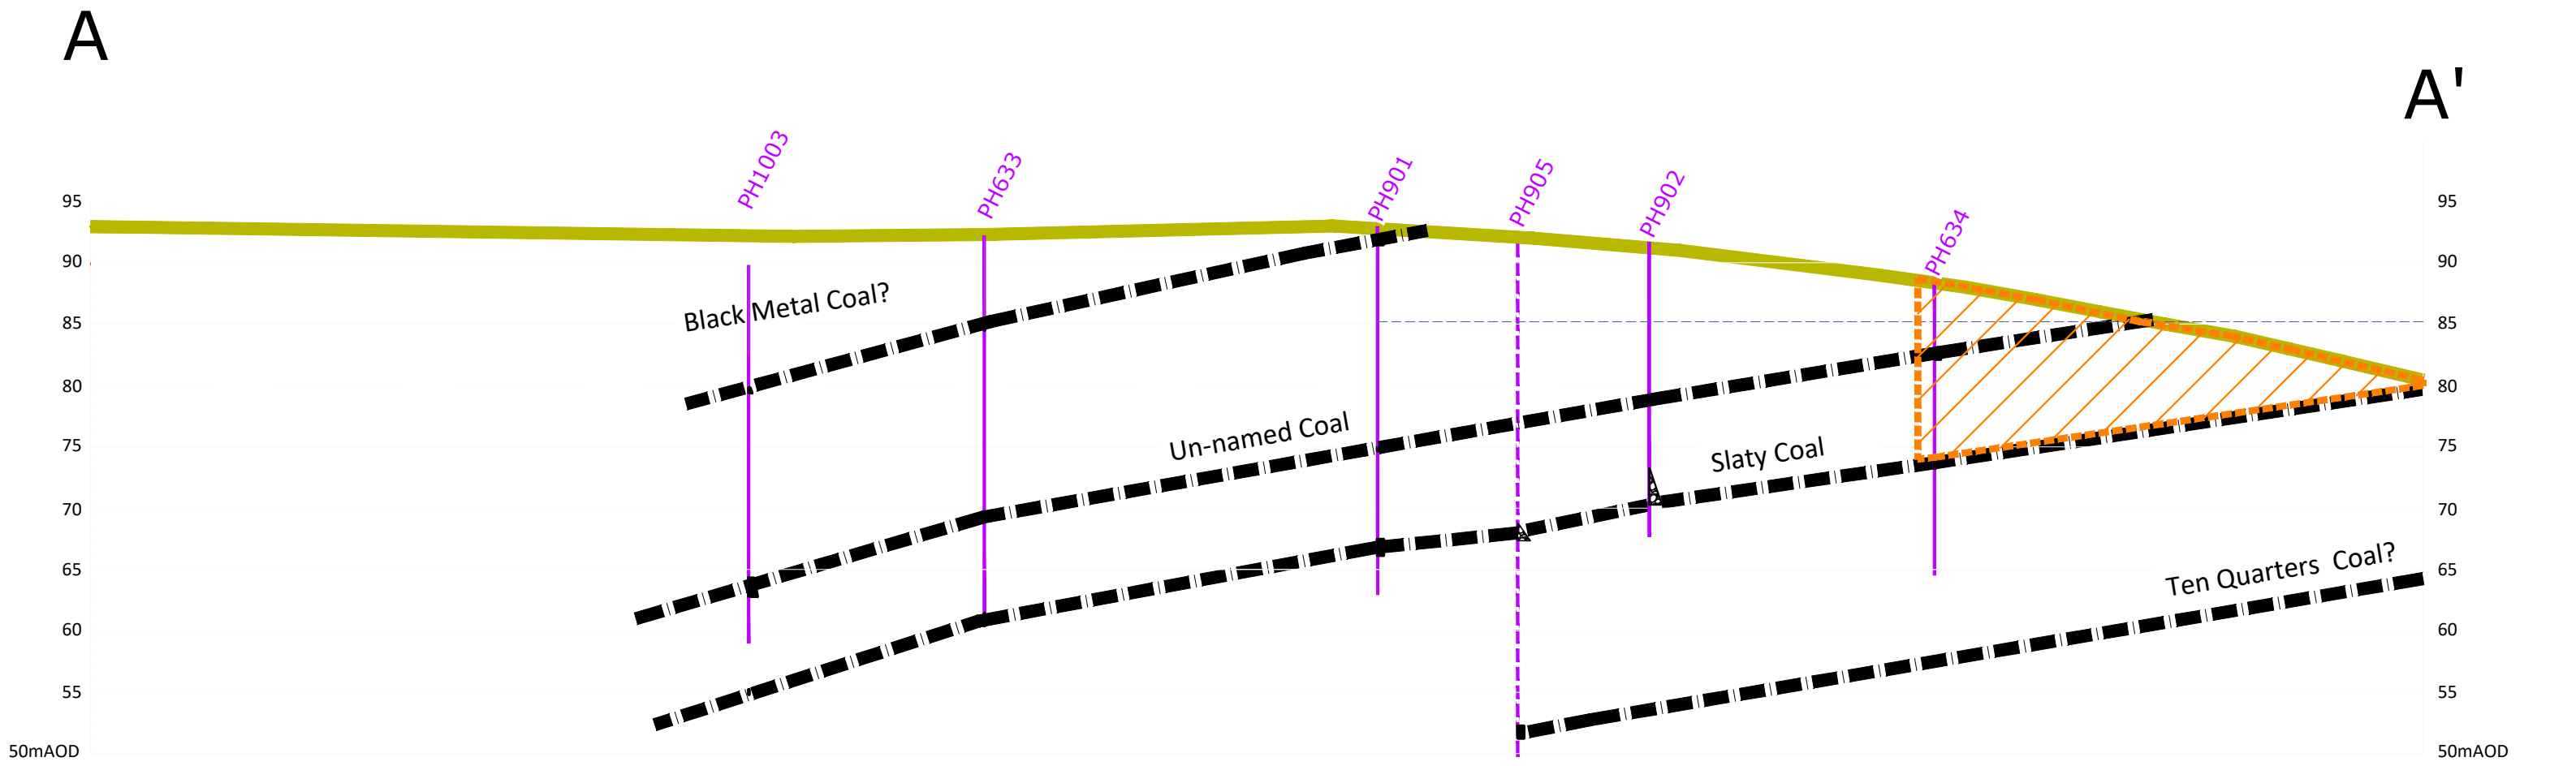 A
A'
PH1003
PH633
PH901
PH905
PH902
PH634
95
95
90
90
Black Metal Coal?
85
85
80
80
Un-named Coal
Slaty Coal
75
75
70
70
65
65
Ten Quarters  Coal?
60
60
55
55
50mAOD
50mAOD